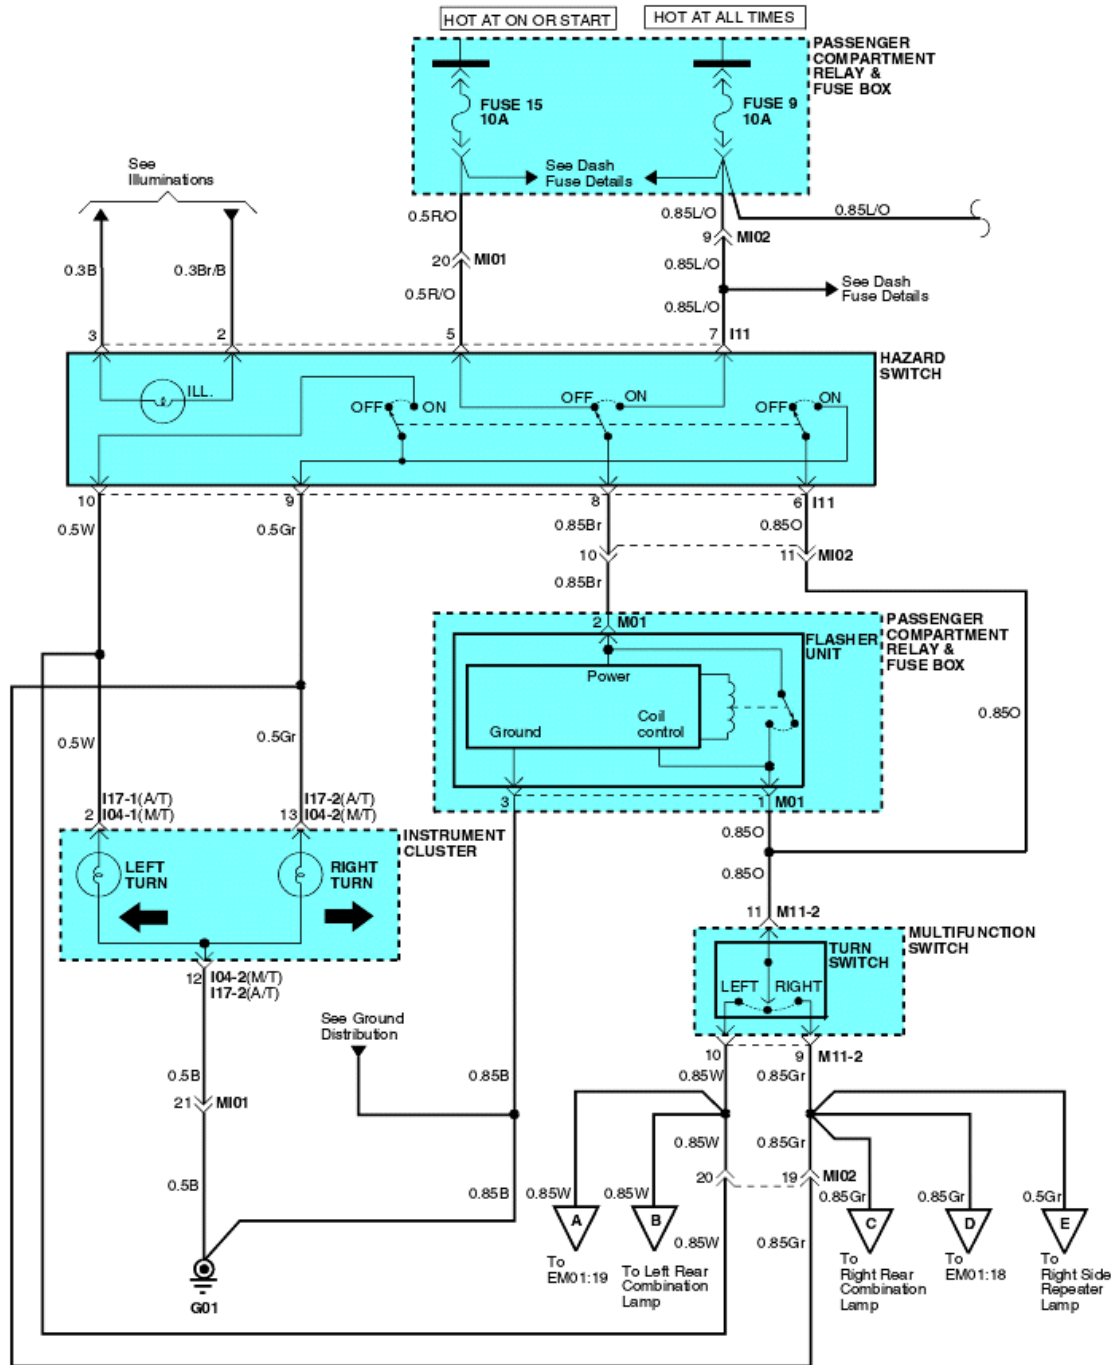 HOT AT ON OR START
HOT AT ALL TIMES
PASSENGER
COMPARTMENT
RELAY &
FUSE BOX
FUSE 15
10A
FUSE 9
10A
See Dash
Fuse Details
See
Illuminations
0.5R/O
0.85L/O
0.85L/O
9 MI02
20 MI01
0.3B
0.3Br/B
0.85L/O
0.5R/O
0.85L/O
See Dash
Fuse Details
3
2
5
7 I11
HAZARD
SWITCH
ILL.
OFF
ON
OFF
ON
OFF
ON
10
9
8
6 I11
0.5W
0.5Gr
0.85Br
0.85O
10
11 MI02
0.85Br
2 M01
PASSENGER
COMPARTMENT
RELAY &
FUSE BOX
FLASHER
UNIT
Power
Ground
Coil
control
0.85O
0.5W
0.5Gr
3
1 M01
I17-1(A/T)
2 I04-1(M/T)
I17-2(A/T)
13 I04-2(M/T)
INSTRUMENT
CLUSTER
LEFT
TURN
RIGHT
TURN
0.85O
0.85O
11 M11-2
MULTIFUNCTION
SWITCH
TURN
SWITCH
LEFT
RIGHT
12 I04-2(M/T)
I17-2(A/T)
See Ground
Distribution
10
9 M11-2
0.5B
0.85B
0.85W
0.85Gr
21 MI01
0.85W
0.85Gr
20
19 MI02
0.5B
0.85B
0.85W
0.85W
0.85Gr
0.85Gr
0.5Gr
A
B
C
D
E
0.85W
0.85Gr
To
EM01:19
To Left Rear
Combination
Lamp
To
Right Rear
Combination
Lamp
To
EM01:18
To
Right Side
Repeater
Lamp
G01